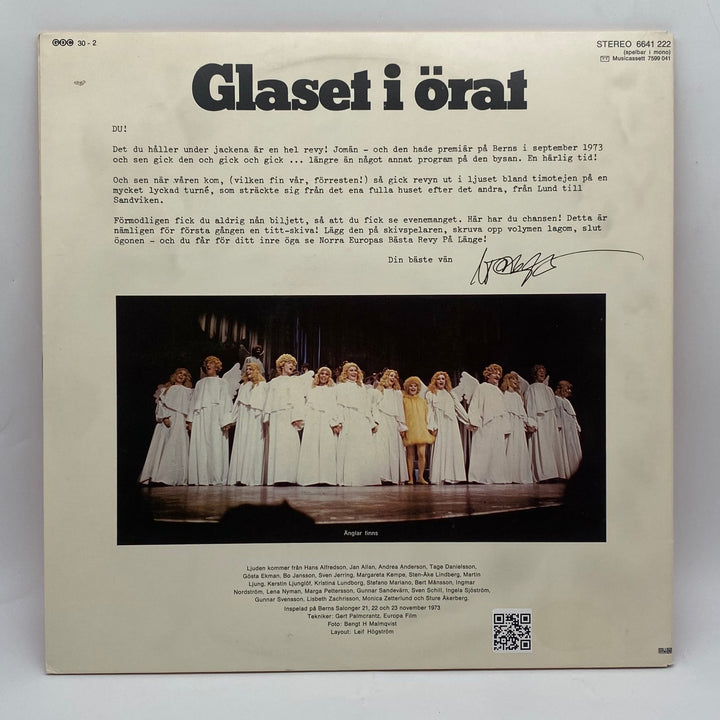 GDC 30-2
STEREO 6641 222
(spelbar i mono)
Musicassett 7599 041
Glaset i örat
DU!
Det du håller under jackena är en hel revy! Jomän - och den hade premiär på Berns i september 1973
och sen gick den och gick och gick ... längre än något annat program på den bysan. En härlig tid!
Och sen när våren kom, (vilken fin vår, förresten!) så gick revyn ut i ljuset bland timotejen på en
mycket lyckad turné, som sträckte sig från det ena fulla huset efter det andra, från Lund till
Sandviken.
Förmodligen fick du aldrig nån biljett, så att du fick se evenemanget. Här har du chansen! Detta är
nämligen för första gången en titt-skiva! Lägg den på skivspelaren, skruva opp volymen lagom, slut
ögonen - och du får för ditt inre öga se Norra Europas Bästa Revy På Länge!
Din bäste vän
Änglar finns
Ljuden kommer från Hans Alfredson, Jan Allan, Andrea Anderson, Tage Danielsson,
Gösta Ekman, Bo Jansson, Sven Jerring, Margareta Kempe, Sten-Åke Lindberg, Martin
Ljung, Kerstin Ljunglöf, Kristina Lundborg, Stefano Mariano, Bert Månsson, Ingmar
Nordström, Lena Nyman, Marga Pettersson, Gunnar Sandevärn, Sven Schill, Ingela Sjöström,
Gunnar Svensson, Lisbeth Zachrisson, Monica Zetterlund och Sture Åkerberg.
Inspelad på Berns Salonger 21, 22 och 23 november 1973
Tekniker: Gert Palmcrantz, Europa Film
Foto: Bengt H Malmqvist
Layout: Leif Högström